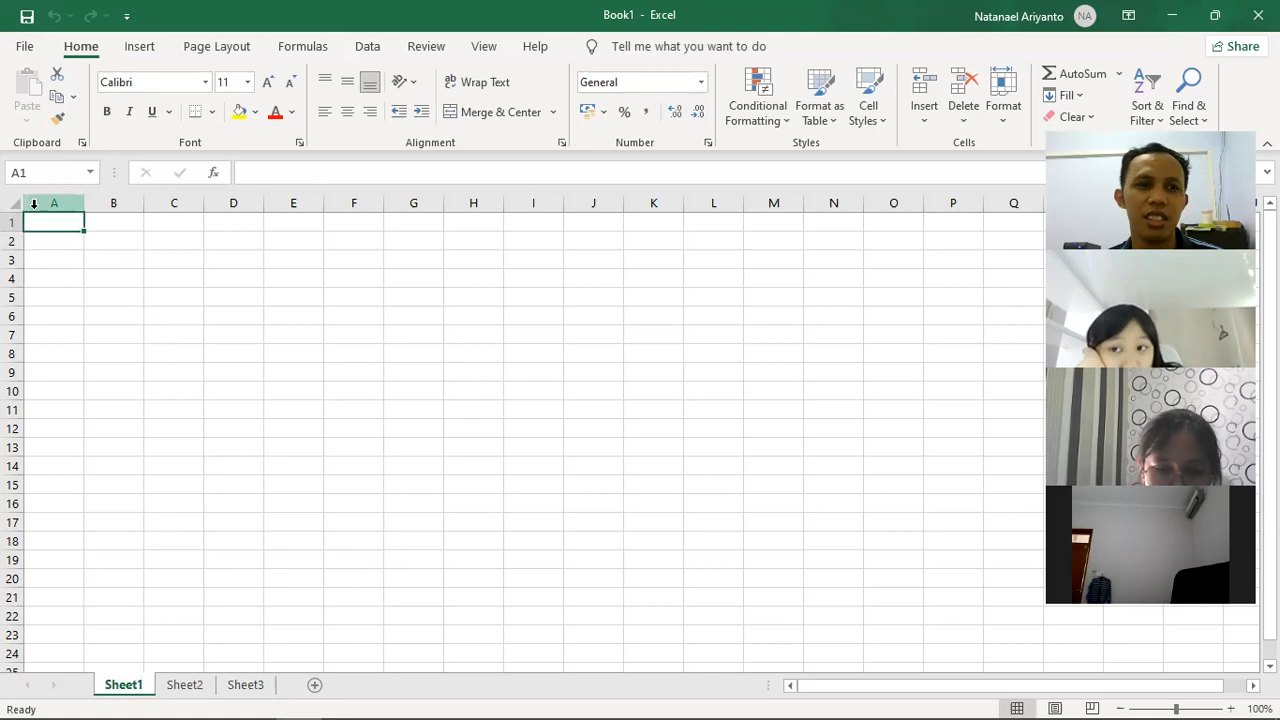 Book1 - Excel
Natanael Ariyanto NA
File Home Insert Page Layout Formulas Data Review View Help Tell me what you want to do Share
Paste
Calibri 11 A A
B I U A
Wrap Text
Merge & Center
General
%
Conditional Formatting
Format as Table
Cell Styles
Insert
Delete
Format
AutoSum
Fill
Clear
Sort & Filter
Find & Select
Clipboard Font Alignment Number Styles Cells
A1 fx
A B C D E F G H I J K L M N O P Q
1
2
3
4
5
6
7
8
9
10
11
12
13
14
15
16
17
18
19
20
21
22
23
24
25
Sheet1 Sheet2 Sheet3
Ready 100%